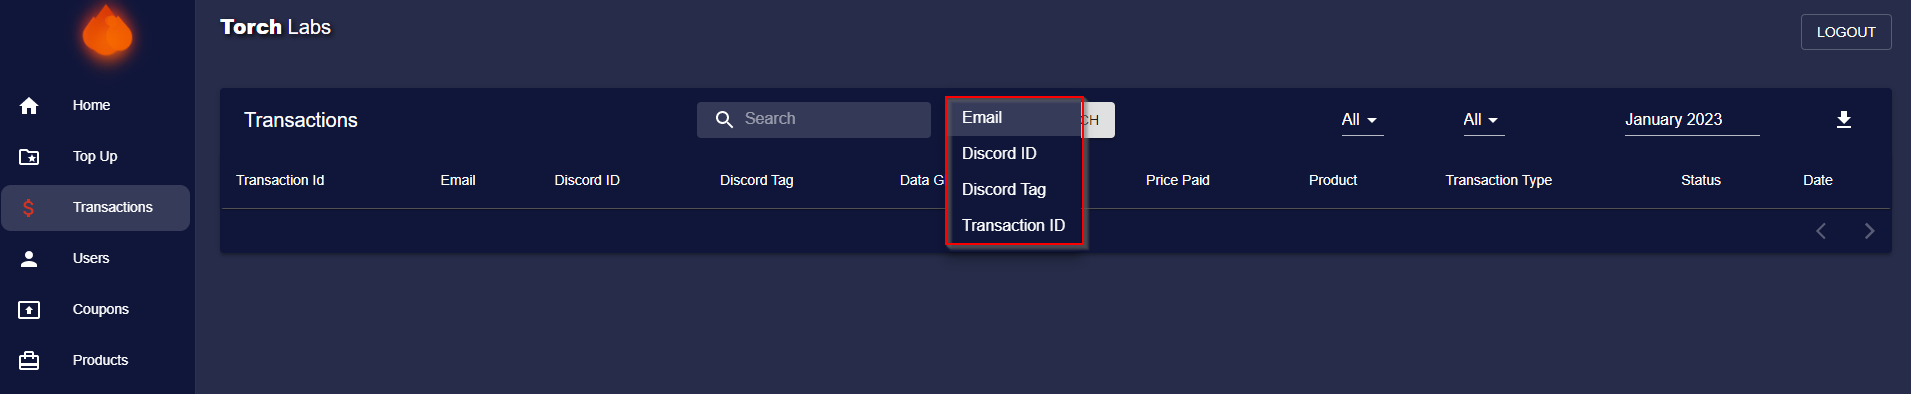 Torch Labs
LOGOUT
Home
Top Up
Transactions
Users
Coupons
Products
Transactions
Search
Email
Discord ID
Discord Tag
Transaction ID
All
All
January 2023
Transaction Id
Email
Discord ID
Discord Tag
Data G
Price Paid
Product
Transaction Type
Status
Date